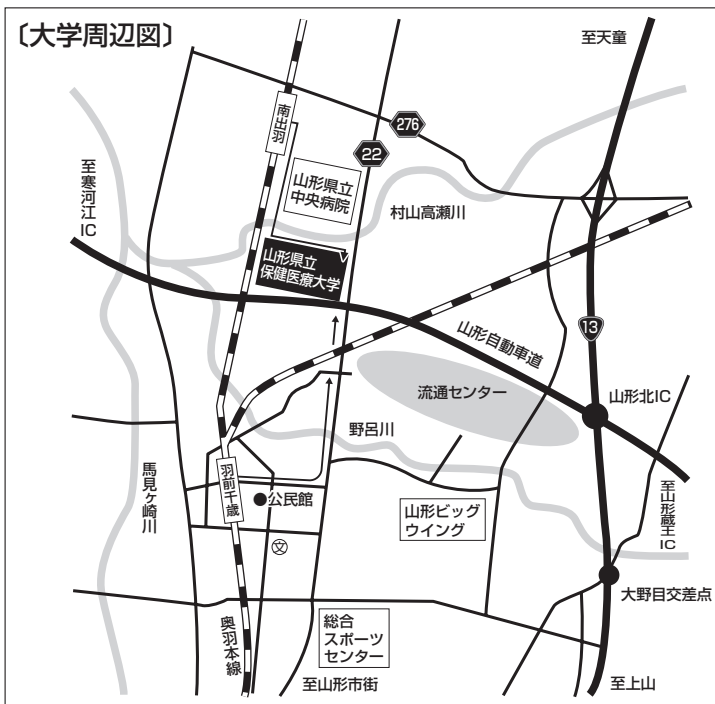 〔大学周辺図〕
至天童
276
22
南出羽
山形県立
中央病院
至寒河江IC
村山高瀬川
山形県立
保健医療大学
13
山形自動車道
流通センター
山形北IC
野呂川
羽前千歳
公民館
馬見ヶ崎川
山形ビッグ
ウイング
至山形蔵王IC
文
大野目交差点
奥羽本線
総合
スポーツ
センター
至山形市街
至上山